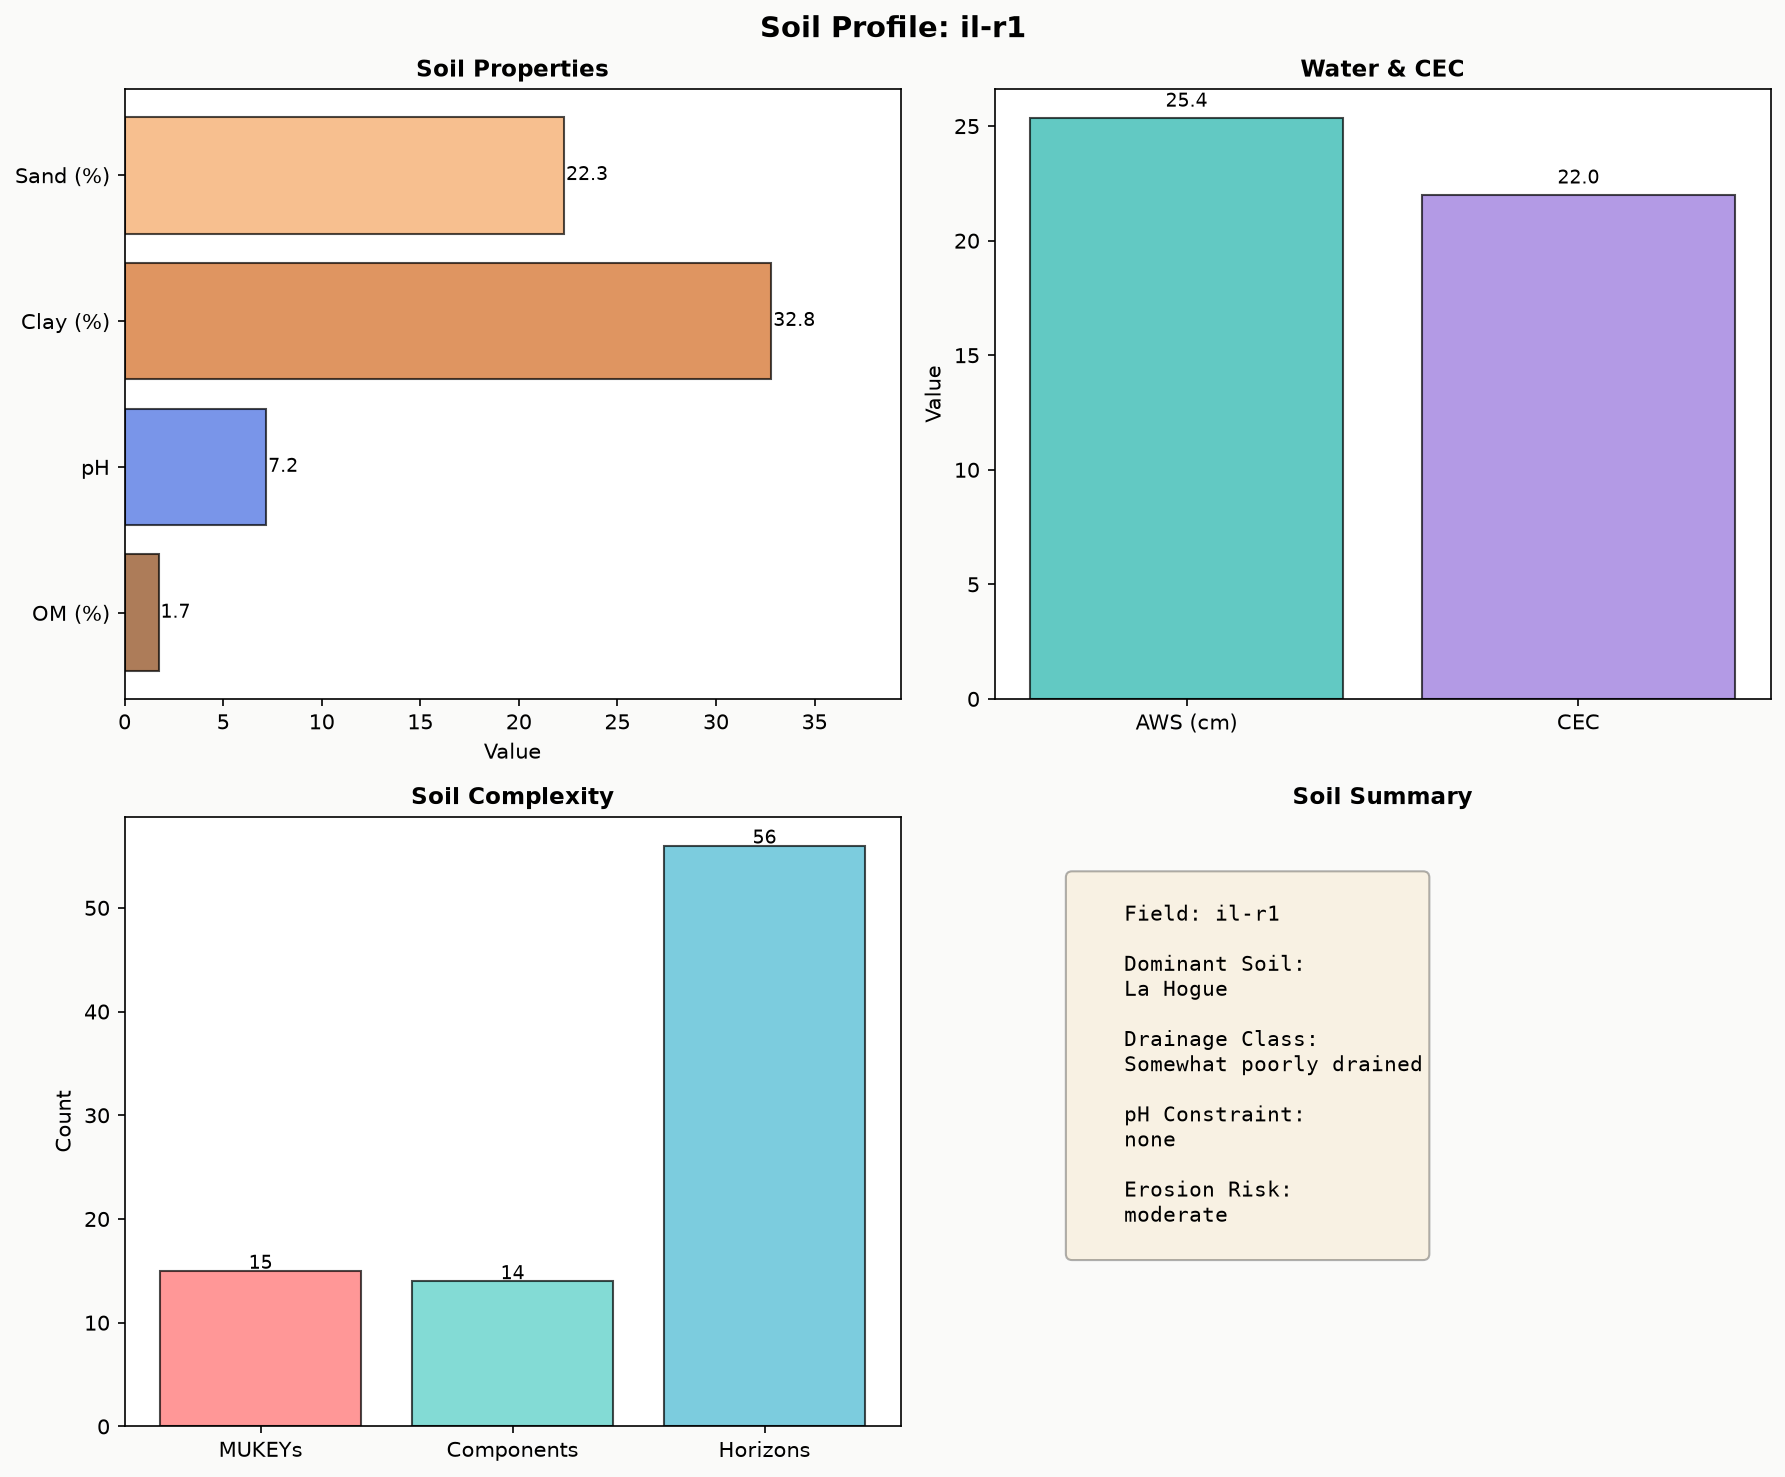 Soil Profile: il-r1
Soil Properties
Sand (%)
22.3
Clay (%)
32.8
pH
7.2
OM (%)
1.7
0 5 10 15 20 25 30 35
Value
Water & CEC
25.4
22.0
25
20
15
10
5
0
Value
AWS (cm) CEC
Soil Complexity
56
15
14
50
40
30
20
10
0
Count
MUKEYs Components Horizons
Soil Summary
Field: il-r1
Dominant Soil:
La Hogue
Drainage Class:
Somewhat poorly drained
pH Constraint:
none
Erosion Risk:
moderate